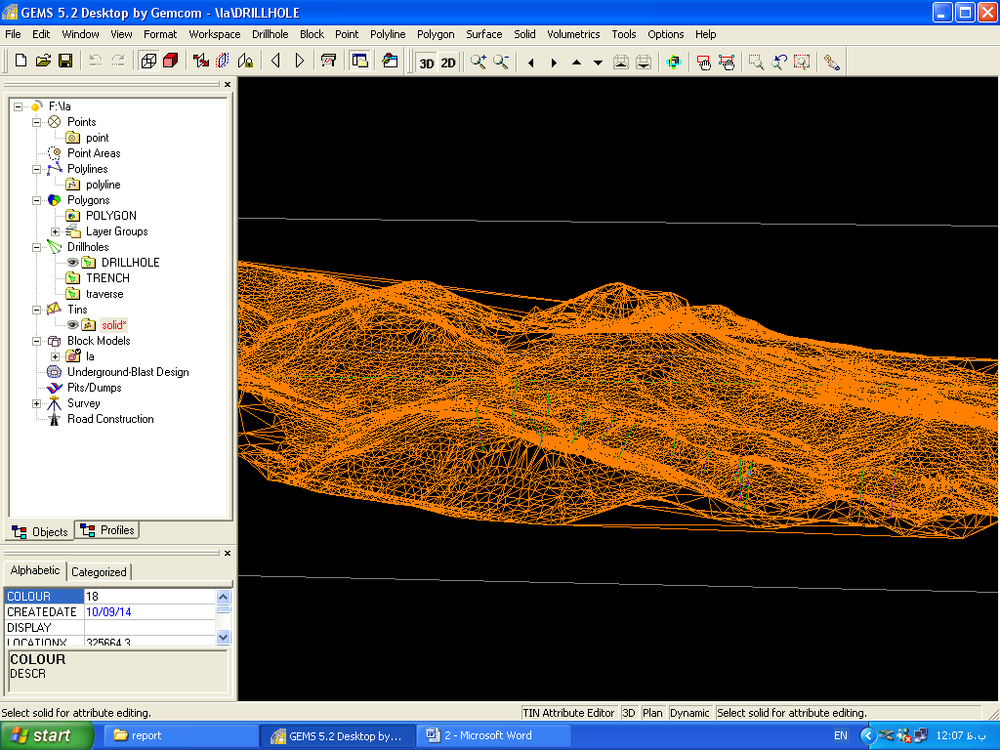 GEMS 5.2 Desktop by Gemcom - \la\DRILLHOLE
File Edit Window View Format Workspace Drillhole Block Point Polyline Polygon Surface Solid Volumetrics Tools Options Help
3D 2D
F:\la
Points
point
Point Areas
Polylines
polyline
Polygons
POLYGON
Layer Groups
Drillholes
DRILLHOLE
TRENCH
traverse
Tins
solid*
Block Models
la
Underground-Blast Design
Pits/Dumps
Survey
Road Construction
Objects Profiles
Alphabetic Categorized
COLOUR 18
CREATEDATE 10/09/14
DISPLAY
LOCATIONX 325664.3
COLOUR
DESCR
Select solid for attribute editing. TIN Attribute Editor 3D Plan Dynamic Select solid for attribute editing.
start report GEMS 5.2 Desktop by... 2 - Microsoft Word EN 12:07 ب.ظ